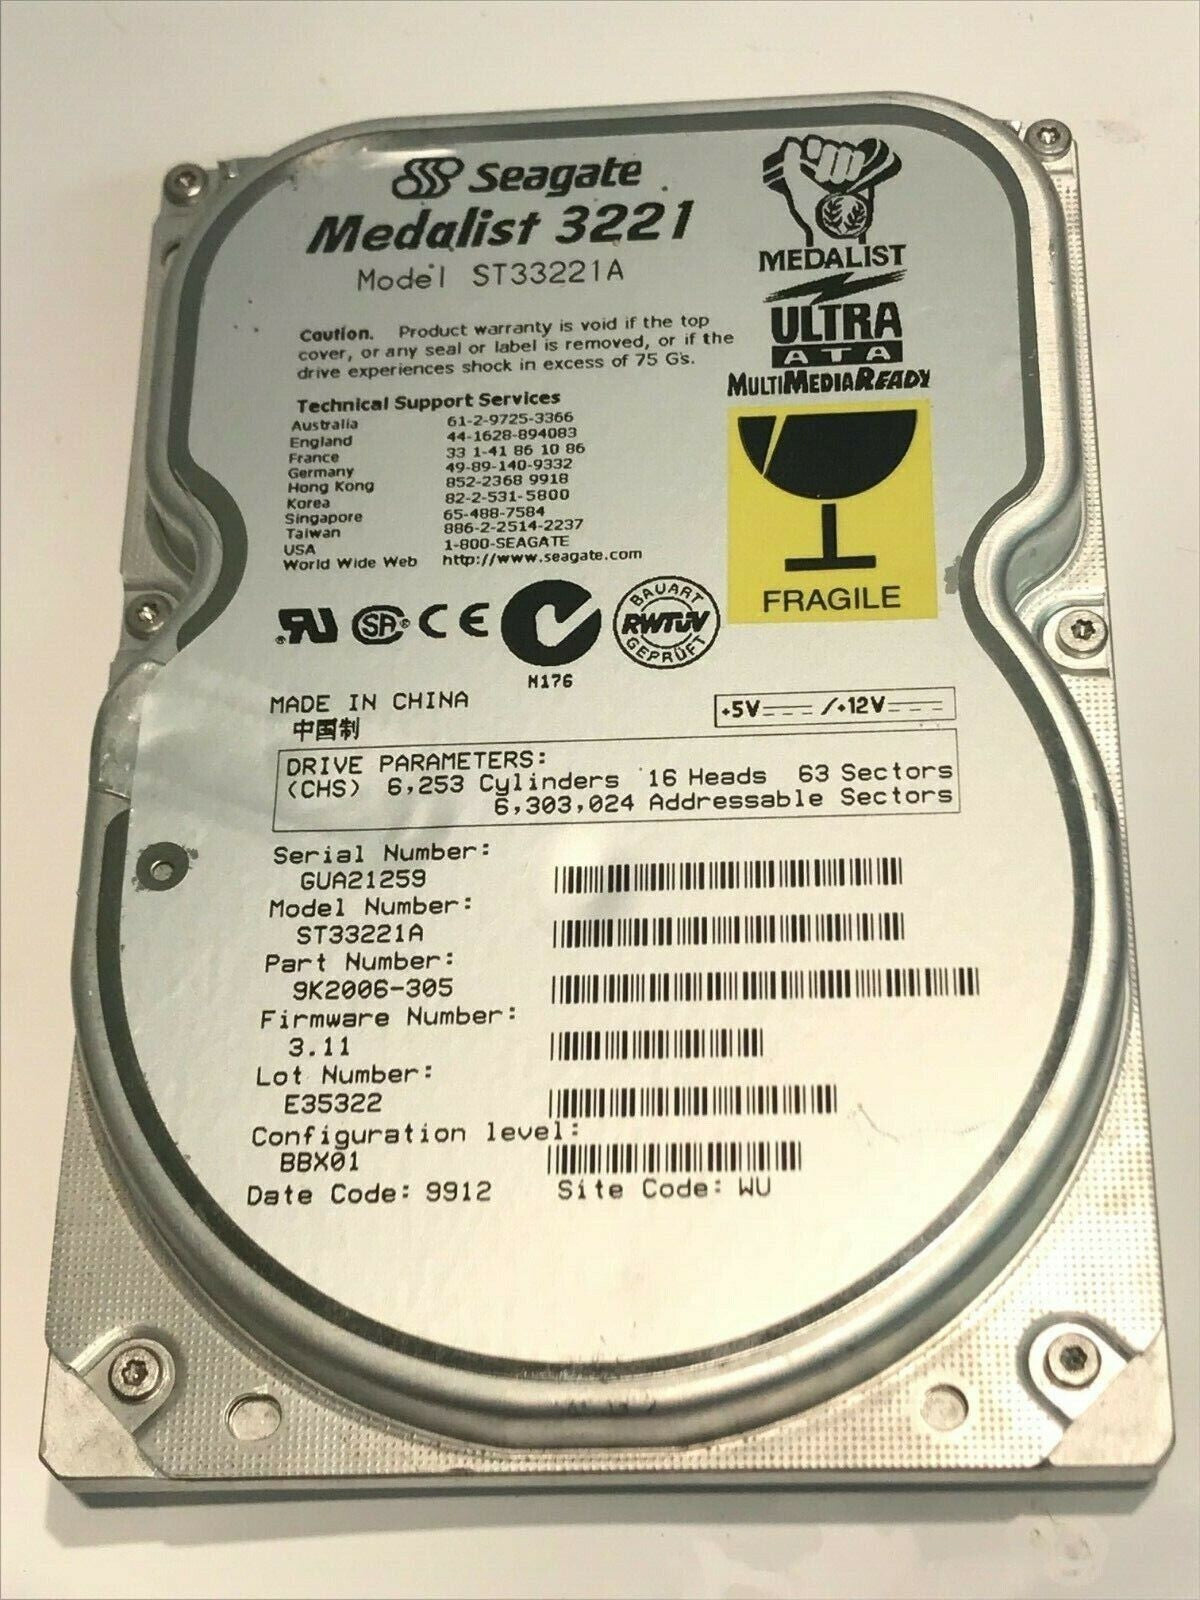 Seagate
Medalist 3221
Model ST33221A
MEDALIST
ULTRA
ATA
MULTIMEDIAREADY
Caution. Product warranty is void if the top
cover, or any seal or label is removed, or if the
drive experiences shock in excess of 75 G's.
Technical Support Services
Australia 61-2-9725-3366
England 44-1628-894083
France 33 1-41 86 10 86
Germany 49-89-140-9332
Hong Kong 852-2368 9918
Korea 82-2-531-5800
Singapore 65-488-7584
Taiwan 886-2-2514-2237
USA 1-800-SEAGATE
World Wide Web http://www.seagate.com
FRAGILE
SA CE
N176
BAUART
RWTÜV
GEPRÜFT
MADE IN CHINA
中国制
+5V /+12V
DRIVE PARAMETERS:
(CHS) 6,253 Cylinders 16 Heads 63 Sectors
6,303,024 Addressable Sectors
Serial Number:
GUA21259
Model Number:
ST33221A
Part Number:
9K2006-305
Firmware Number:
3.11
Lot Number:
E35322
Configuration level:
BBX01
Date Code: 9912 Site Code: WU